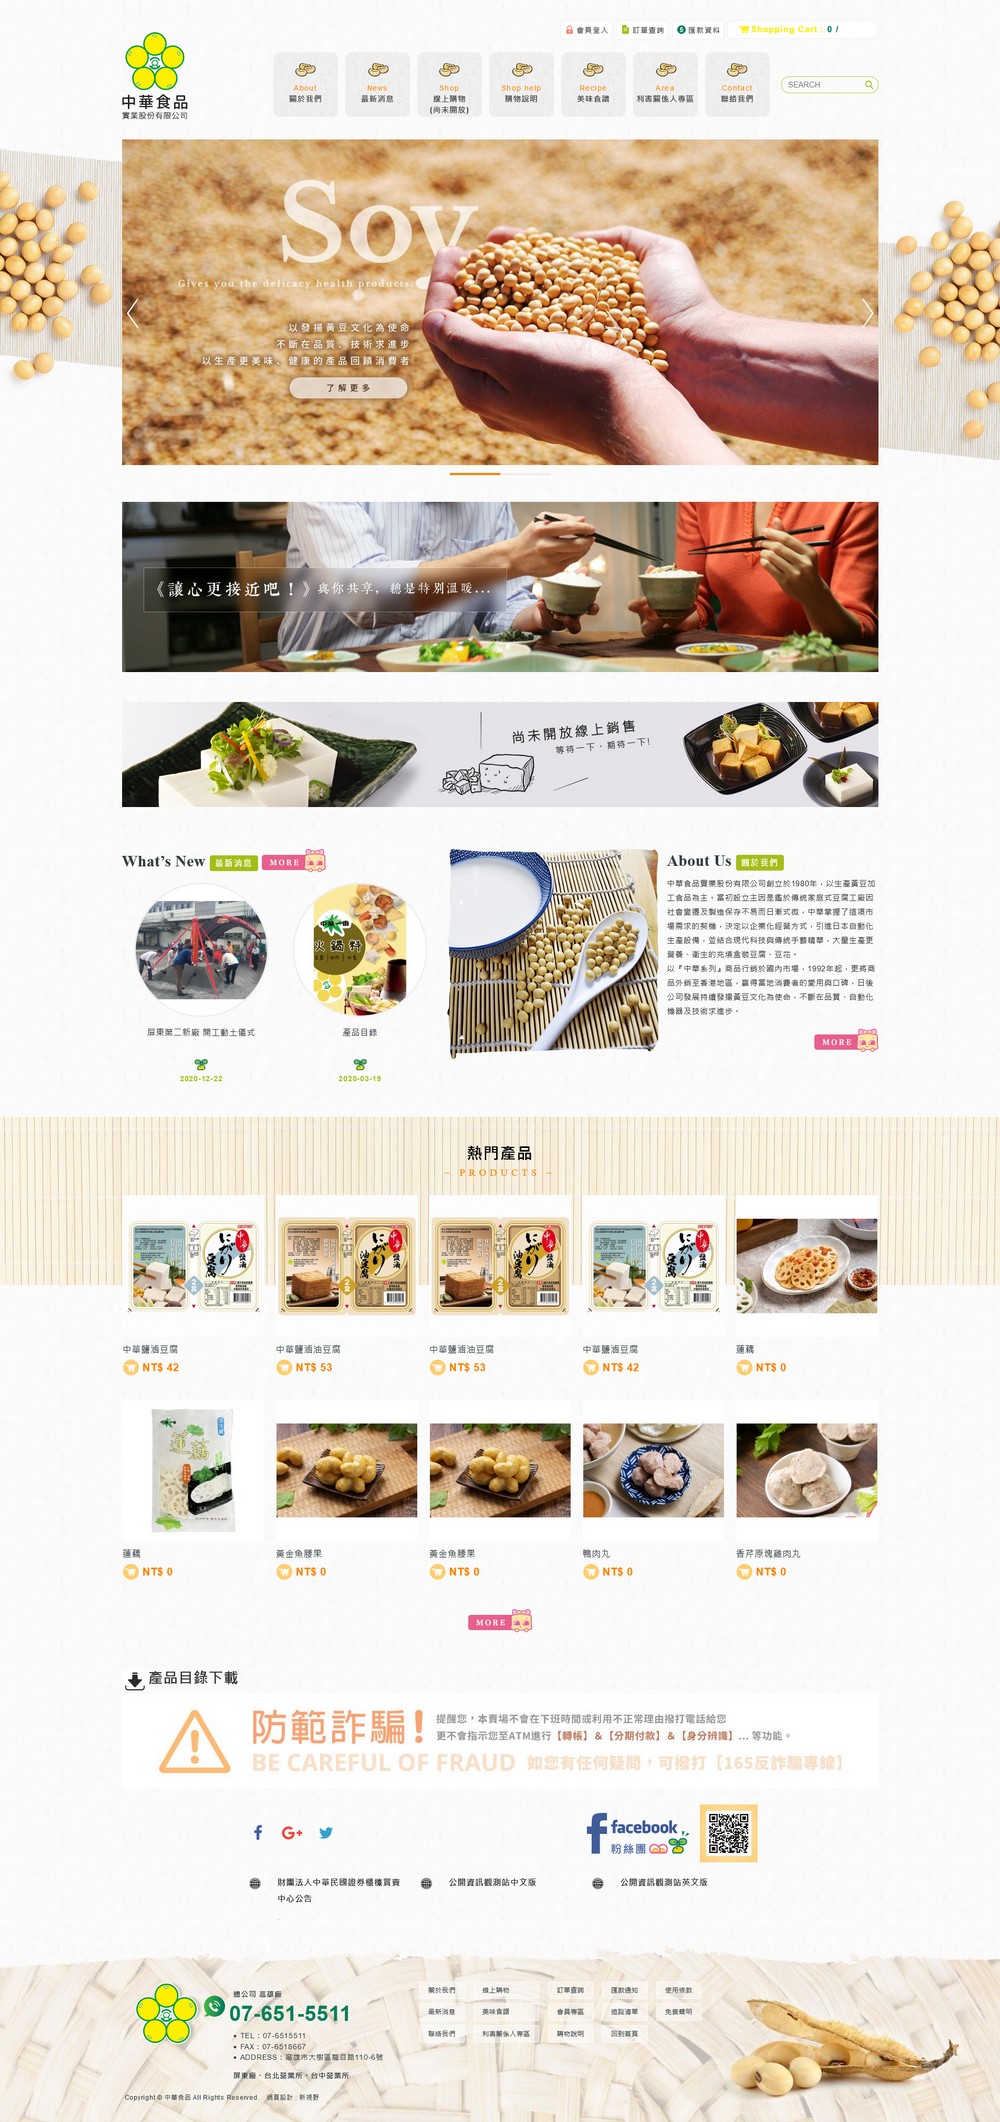 會員登入
訂單查詢
匯款資料
Shopping Cart : 0 /
中華食品
實業股份有限公司
About
關於我們
News
最新消息
Shop
線上購物
(尚未開放)
Shop help
購物說明
Recipe
美味食譜
Area
利害關係人專區
Contact
聯絡我們
SEARCH
Soy
Gives you the delicacy health products.
以發揚黃豆文化為使命
不斷在品質、技術求進步
以生產更美味、健康的產品回饋消費者
了解更多
《讓心更接近吧！》與你共享，總是特別溫暖...
尚未開放線上銷售
等待一下，期待一下!
What's New 最新消息 MORE
屏東第二新廠 開工動土儀式
2020-12-22
火鍋料
產品目錄
2020-03-19
About Us 關於我們
中華食品實業股份有限公司創立於1980年，以生產黃豆加
工食品為主。當初設立主因是鑑於傳統家庭式豆腐工廠因
社會變遷及製造保存不易而日漸式微，中華掌握了這項市
場需求的契機，決定以企業化經營方式，引進日本自動化
生產設備，並結合現代科技與傳統手藝精華，大量生產更
營養、衛生的充填盒裝豆腐、豆花。
以『中華系列』商品行銷於國內市場，1992年起，更將商
品外銷至香港地區，贏得當地消費者的愛用與口碑，日後
公司發展持續發揚黃豆文化為使命，不斷在品質、自動化
機器及技術求進步。
MORE
熱門產品
– PRODUCTS –
中華鹽滷豆腐
NT$ 42
中華鹽滷油豆腐
NT$ 53
中華鹽滷油豆腐
NT$ 53
中華鹽滷豆腐
NT$ 42
蓮藕
NT$ 0
蓮藕
NT$ 0
黃金魚腰果
NT$ 0
黃金魚腰果
NT$ 0
鴨肉丸
NT$ 0
香芹原塊雞肉丸
NT$ 0
MORE
產品目錄下載
防範詐騙！
提醒您，本賣場不會在下班時間或利用不正常理由撥打電話給您
更不會指示您至ATM進行【轉帳】&【分期付款】&【身分辨識】... 等功能。
BE CAREFUL OF FRAUD 如您有任何疑問，可撥打【165反詐騙專線】
facebook
粉絲團
財團法人中華民國證券櫃檯買賣
中心公告
公開資訊觀測站中文版
公開資訊觀測站英文版
總公司 高雄廠
07-651-5511
TEL : 07-6515511
FAX : 07-6518667
ADDRESS : 高雄市大樹區龍目路110-6號
屏東廠、台北營業所、台中營業所
Copyright © 中華食品 All Rights Reserved. 網頁設計 : 新視野
關於我們
線上購物
訂單查詢
匯款通知
使用條款
最新消息
美味食譜
會員專區
追蹤清單
免責聲明
聯絡我們
利害關係人專區
購物說明
回到首頁